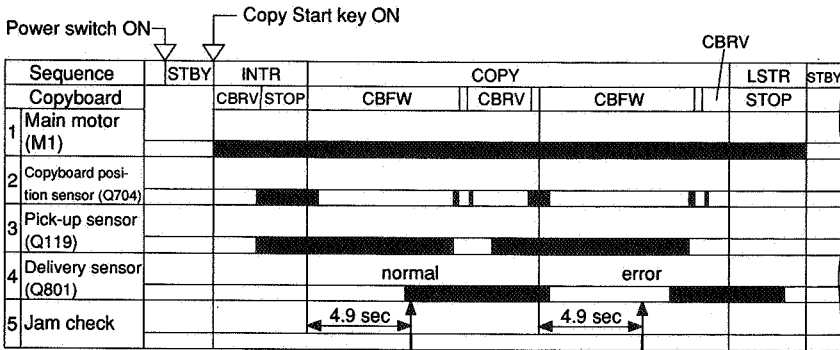 Power switch ON
Copy Start key ON
CBRV
Sequence STBY INTR COPY LSTR STBY
Copyboard CBRV STOP CBFW CBRV CBFW STOP
1 Main motor
(M1)
2 Copyboard posi-
tion sensor (Q704)
3 Pick-up sensor
(Q119)
4 Delivery sensor normal error
(Q801)
5 Jam check 4.9 sec 4.9 sec